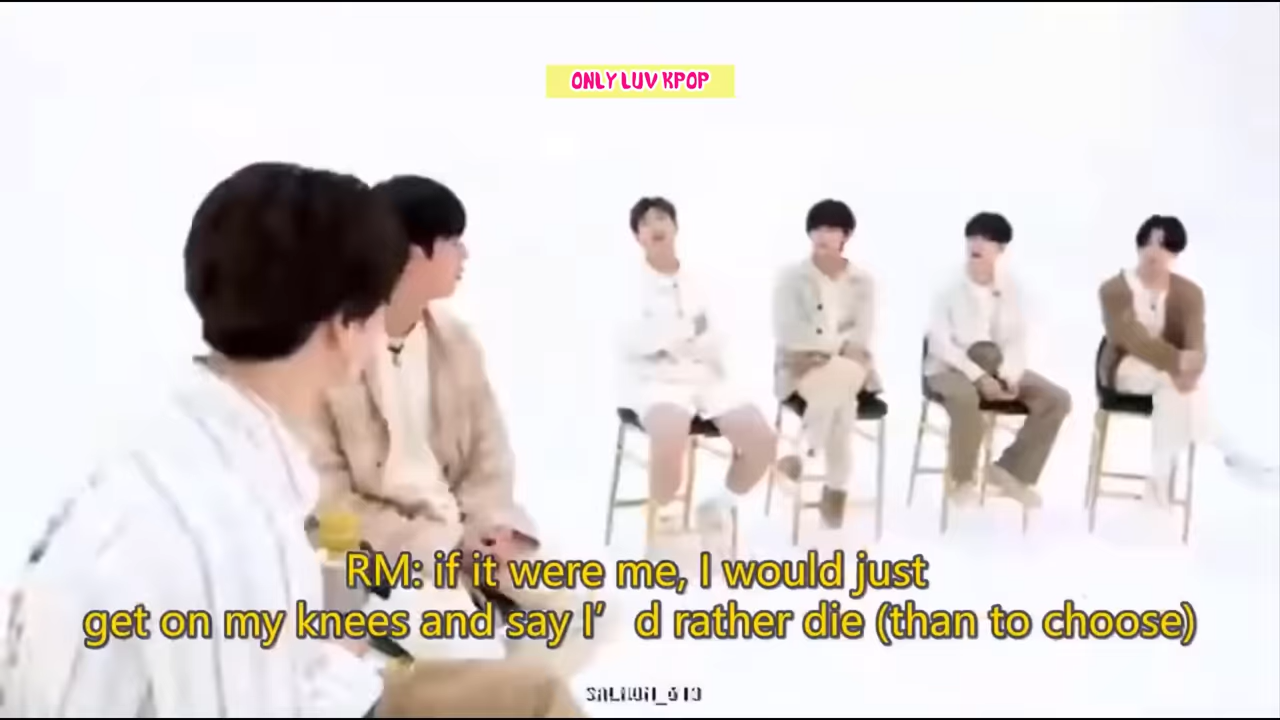 ONLY LUV KPOP
RM: if it were me, I would just
get on my knees and say I’d rather die (than to choose)
SALMON_613